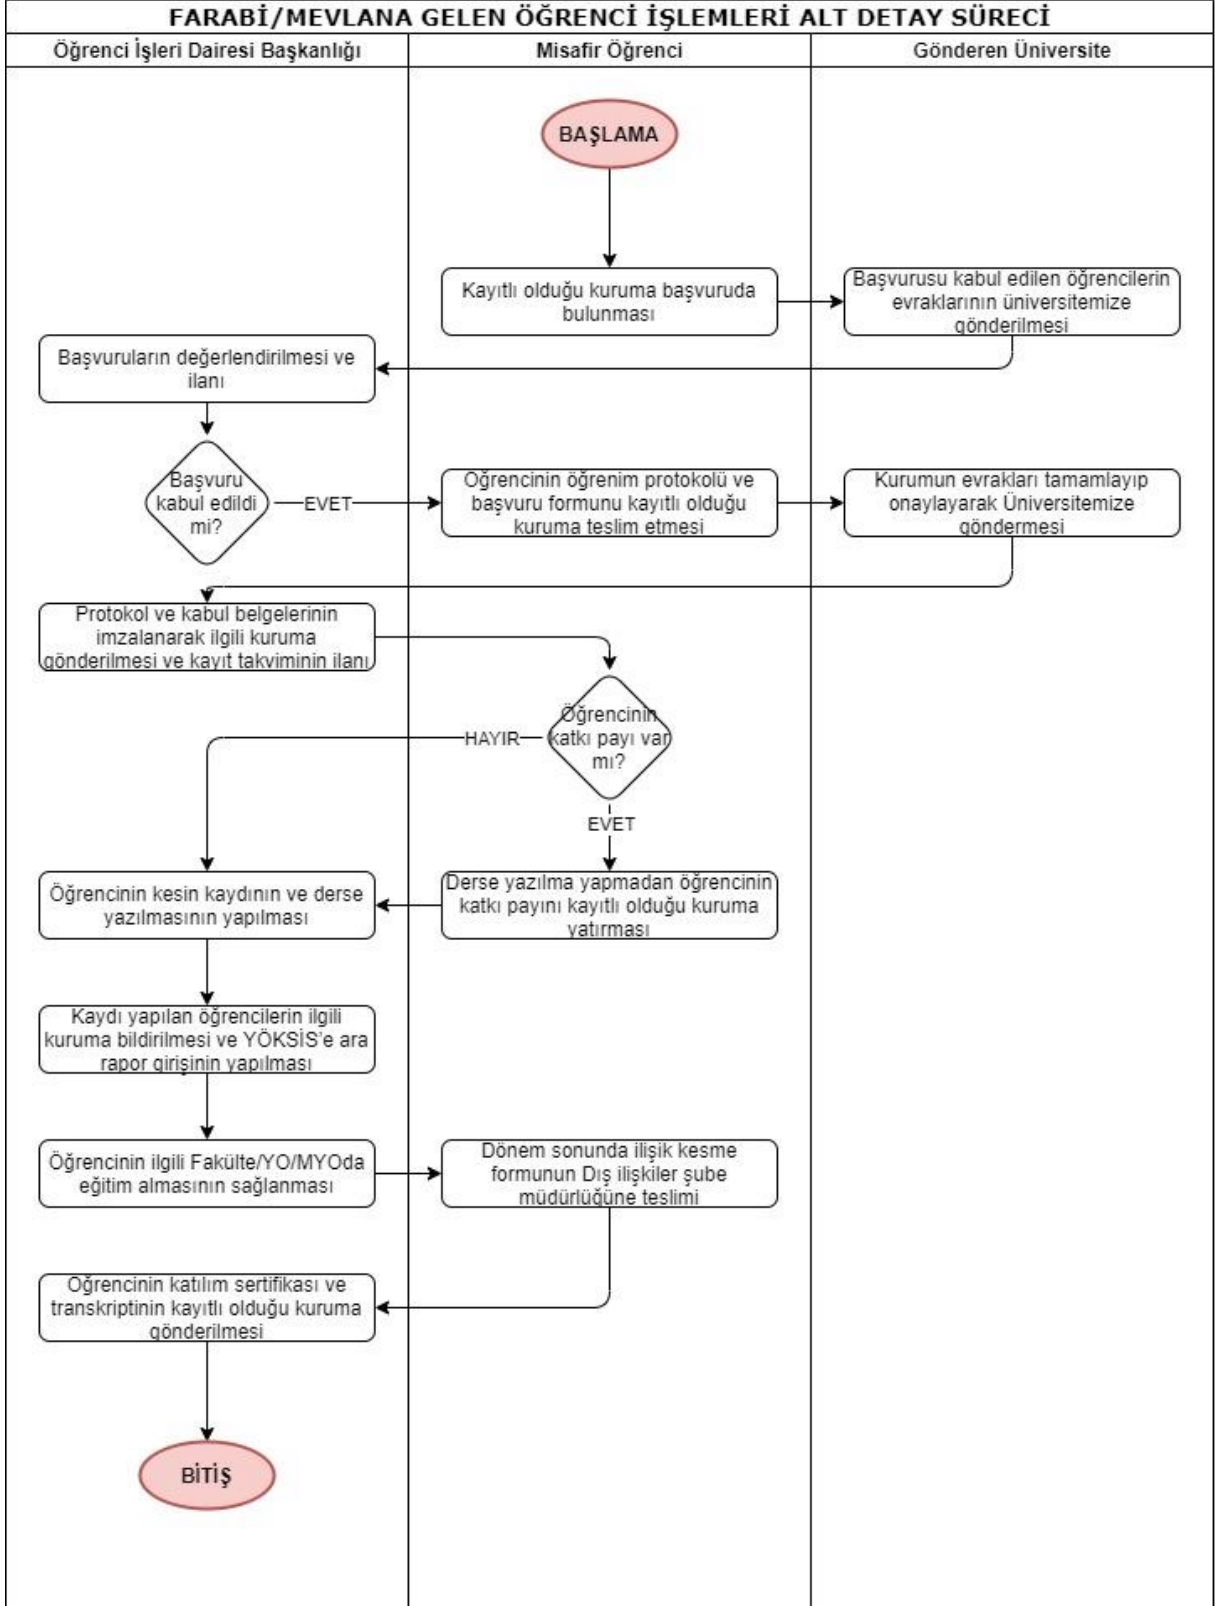 FARABİ/MEVLANA GELEN ÖĞRENCİ İŞLEMLERİ ALT DETAY SÜRECİ
Öğrenci İşleri Dairesi Başkanlığı
Misafir Öğrenci
Gönderen Üniversite
BAŞLAMA
Kayıtlı olduğu kuruma başvuruda
bulunması
Başvurusu kabul edilen öğrencilerin
evraklarının üniversitemize
gönderilmesi
Başvuruların değerlendirilmesi ve
ilanı
Başvuru
kabul edildi
mi?
EVET
Öğrencinin öğrenim protokolü ve
başvuru formunu kayıtlı olduğu
kuruma teslim etmesi
Kurumun evrakları tamamlayıp
onaylayarak Üniversitemize
göndermesi
Protokol ve kabul belgelerinin
imzalanarak ilgili kuruma
gönderilmesi ve kayıt takviminin ilanı
Öğrencinin
katkı payı var
mı?
HAYIR
EVET
Öğrencinin kesin kaydının ve derse
yazılmasının yapılması
Derse yazılma yapmadan öğrencinin
katkı payını kayıtlı olduğu kuruma
yatırması
Kaydı yapılan öğrencilerin ilgili
kuruma bildirilmesi ve YÖKSİS'e ara
rapor girişinin yapılması
Öğrencinin ilgili Fakülte/YO/MYOda
eğitim almasının sağlanması
Dönem sonunda ilişik kesme
formunun Dış ilişkiler şube
müdürlüğüne teslimi
Öğrencinin katılım sertifikası ve
transkriptinin kayıtlı olduğu kuruma
gönderilmesi
BİTİŞ